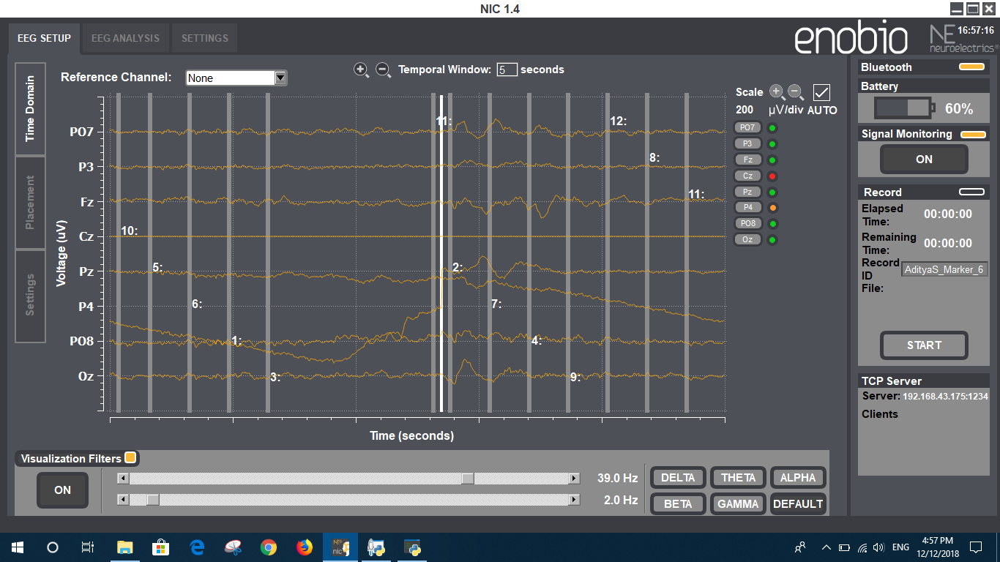 NIC 1.4
EEG SETUP
EEG ANALYSIS
SETTINGS
enobio
NE 16:57:16
neuroelectrics®
Time Domain
Placement
Settings
Reference Channel: None
Temporal Window: 5 seconds
Scale
200 µV/div AUTO
PO7
P3
Fz
Cz
Pz
P4
PO8
Oz
Voltage (uV)
PO7
P3
Fz
Cz
Pz
P4
PO8
Oz
11:
12:
8:
11:
10:
5:
2:
6:
7:
1:
4:
3:
9:
Time (seconds)
Bluetooth
Battery
60%
Signal Monitoring
ON
Record
Elapsed
Time:
00:00:00
Remaining
Time:
00:00:00
Record
ID
AdityaS_Marker_6
File:
START
TCP Server
Server: 192.168.43.175:1234
Clients
Visualization Filters
ON
39.0 Hz
2.0 Hz
DELTA
THETA
ALPHA
BETA
GAMMA
DEFAULT
nic
ENG
4:57 PM
12/12/2018